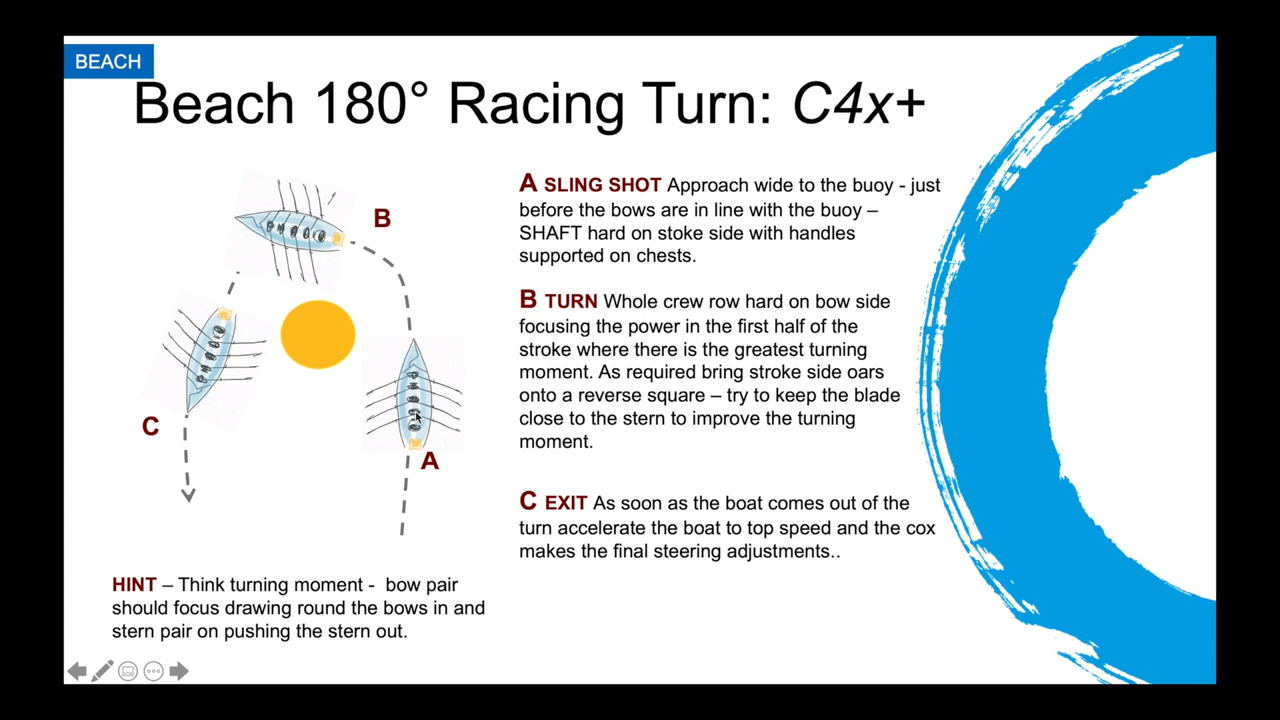 BEACH
Beach 180° Racing Turn: C4x+
B
C
A
A SLING SHOT Approach wide to the buoy - just
before the bows are in line with the buoy –
SHAFT hard on stoke side with handles
supported on chests.
B TURN Whole crew row hard on bow side
focusing the power in the first half of the
stroke where there is the greatest turning
moment. As required bring stroke side oars
onto a reverse square – try to keep the blade
close to the stern to improve the turning
moment.
C EXIT As soon as the boat comes out of the
turn accelerate the boat to top speed and the cox
makes the final steering adjustments..
HINT – Think turning moment - bow pair
should focus drawing round the bows in and
stern pair on pushing the stern out.